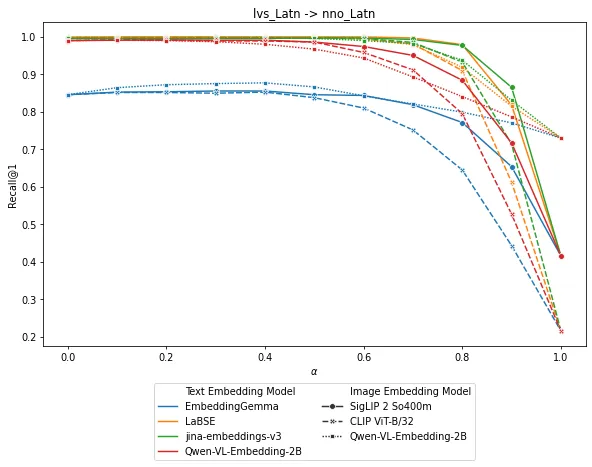 lvs_Latn -> nno_Latn
Recall@1
1.0
0.9
0.8
0.7
0.6
0.5
0.4
0.3
0.2
0.0 0.2 0.4 0.6 0.8 1.0
α
Text Embedding Model
EmbeddingGemma
LaBSE
jina-embeddings-v3
Qwen-VL-Embedding-2B
Image Embedding Model
SigLIP 2 So400m
CLIP ViT-B/32
Qwen-VL-Embedding-2B